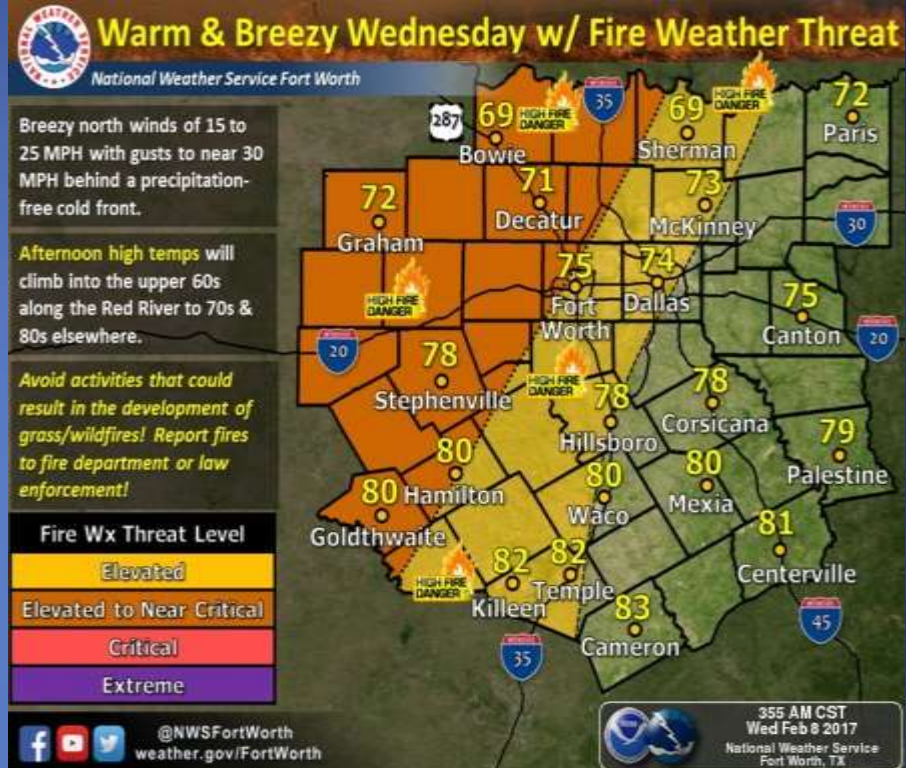 Warm & Breezy Wednesday w/ Fire Weather Threat
NATIONAL WEATHER SERVICE
National Weather Service Fort Worth
Breezy north winds of 15 to
25 MPH with gusts to near 30
MPH behind a precipitation-
free cold front.
Afternoon high temps will
climb into the upper 60s
along the Red River to 70s &
80s elsewhere.
Avoid activities that could
result in the development of
grass/wildfires! Report fires
to fire department or law
enforcement!
Fire Wx Threat Level
Elevated
Elevated to Near Critical
Critical
Extreme
287
69
Bowie
HIGH FIRE
DANGER
35
69
Sherman
HIGH FIRE
DANGER
72
Paris
72
Graham
71
Decatur
73
McKinney
30
HIGH FIRE
DANGER
75
Fort
Worth
74
Dallas
75
Canton
20
20
78
Stephenville
HIGH FIRE
DANGER
78
Hillsboro
78
Corsicana
79
Palestine
80
Hamilton
80
Goldthwaite
80
Waco
80
Mexia
81
Centerville
HIGH FIRE
DANGER
82
Killeen
82
Temple
83
Cameron
35
45
@NWSFortWorth
weather.gov/FortWorth
355 AM CST
Wed Feb 8 2017
National Weather Service
Fort Worth, TX